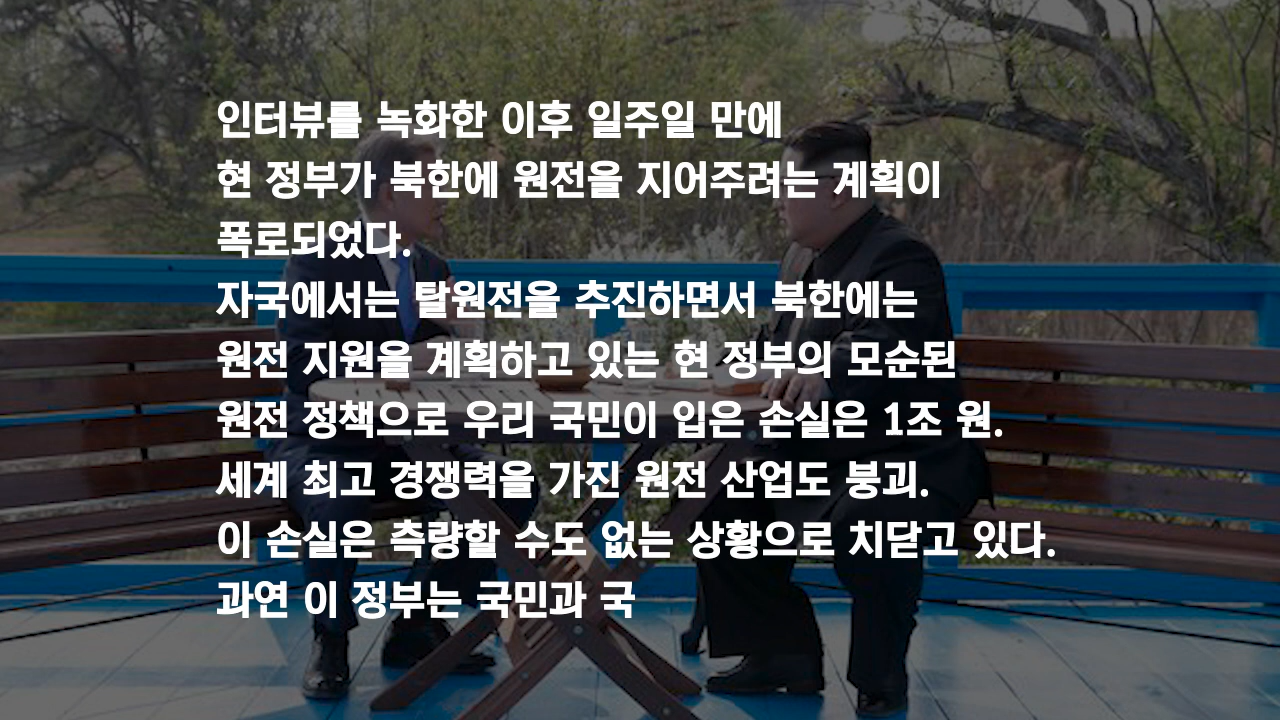 인터뷰를 녹화한 이후 일주일 만에
현 정부가 북한에 원전을 지어주려는 계획이
폭로되었다.
자국에서는 탈원전을 추진하면서 북한에는
원전 지원을 계획하고 있는 현 정부의 모순된
원전 정책으로 우리 국민이 입은 손실은 1조 원.
세계 최고 경쟁력을 가진 원전 산업도 붕괴.
이 손실은 측량할 수도 없는 상황으로 치닫고 있다.
과연 이 정부는 국민과 국